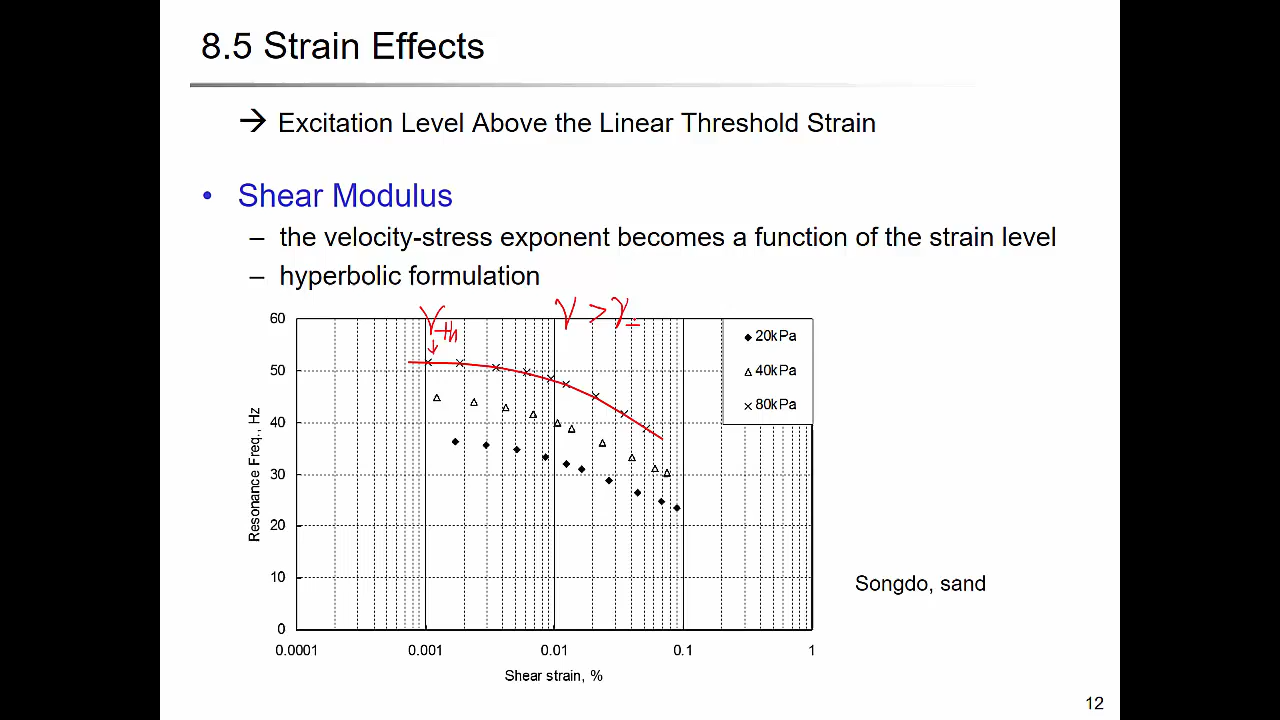 8.5 Strain Effects
→ Excitation Level Above the Linear Threshold Strain
• Shear Modulus
– the velocity-stress exponent becomes a function of the strain level
– hyperbolic formulation
γth
γ > γ
60
50
40
30
20
10
0
Resonance Freq., Hz
20kPa
40kPa
80kPa
0.0001 0.001 0.01 0.1 1
Shear strain, %
Songdo, sand
12